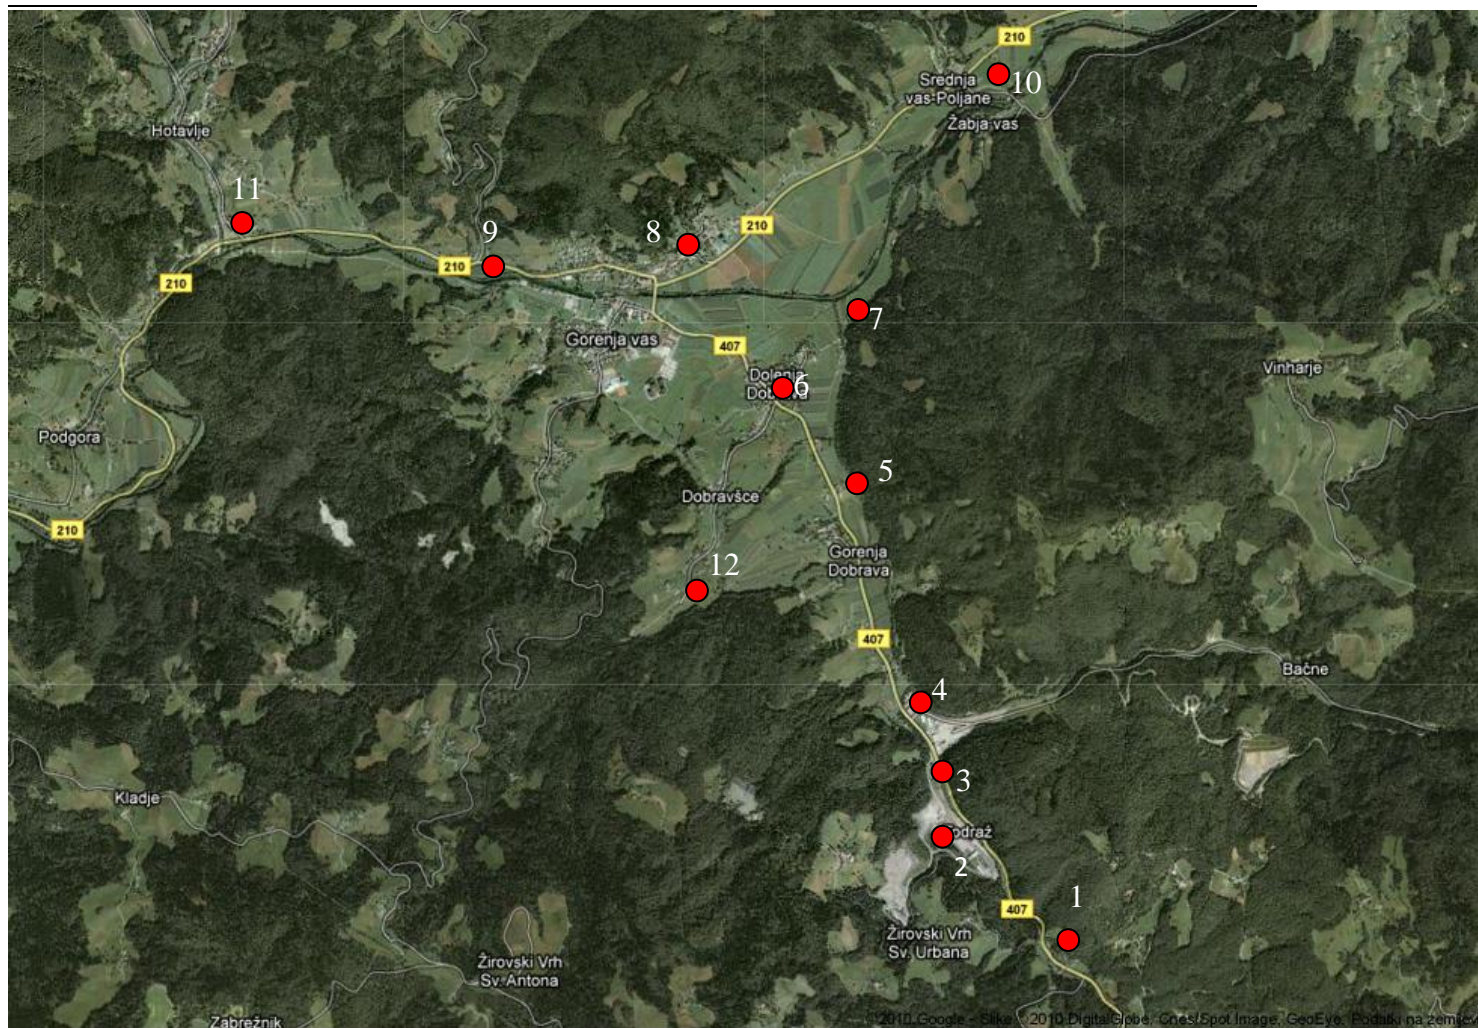 210
Srednja
vas-Poljane
10
Žabja vas
Hotavlje
11
9
8
210
210
210
7
Gorenja vas
407
Dolenja
Dobrava
6
Vinharje
Podgora
5
Dobravšce
210
Gorenja
Dobrava
12
407
Bačne
4
3
Kladje
2
1
407
Žirovski Vrh
Sv. Urbana
Žirovski Vrh
Sv. Antona
Zabrežnik
2010 Google - Slike © 2010 DigitalGlobe, Cnes/Spot Image, GeoEye, Podatki na